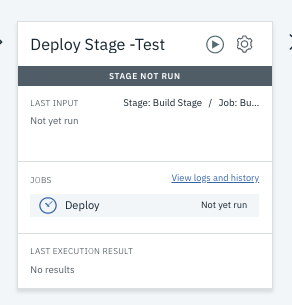 Deploy Stage -Test
STAGE NOT RUN
LAST INPUT Stage: Build Stage / Job: Bu...
Not yet run
JOBS View logs and history
Deploy Not yet run
LAST EXECUTION RESULT
No results